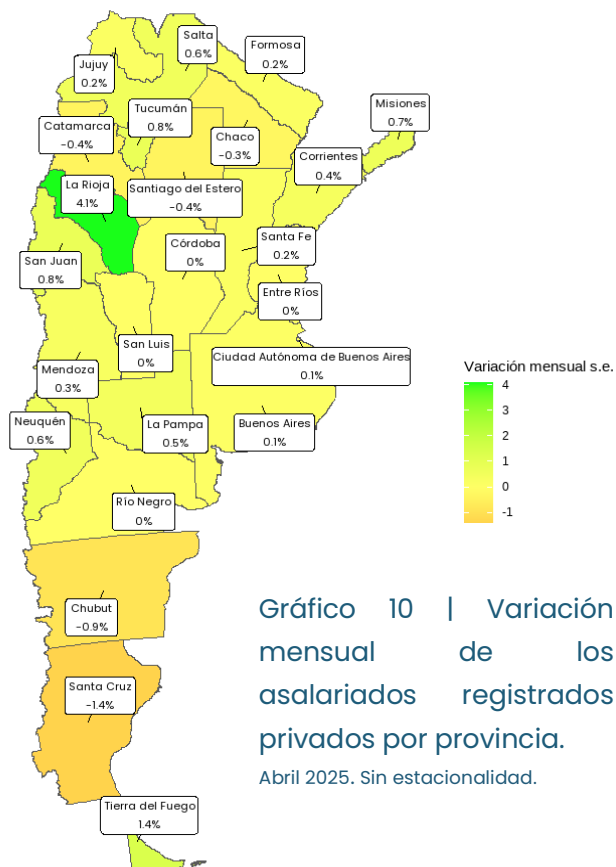 Salta
0.6%
Formosa
0.2%
Jujuy
0.2%
Misiones
0.7%
Tucumán
0.8%
Catamarca
-0.4%
Chaco
-0.3%
Corrientes
0.4%
La Rioja
4.1%
Santiago del Estero
-0.4%
Santa Fe
0.2%
Córdoba
0%
San Juan
0.8%
Entre Ríos
0%
San Luis
0%
Ciudad Autónoma de Buenos Aires
0.1%
Mendoza
0.3%
Neuquén
0.6%
La Pampa
0.5%
Buenos Aires
0.1%
Río Negro
0%
Chubut
-0.9%
Santa Cruz
-1.4%
Tierra del Fuego
1.4%
Variación mensual s.e.
4
3
2
1
0
-1
Gráfico 10 | Variación
mensual de los
asalariados registrados
privados por provincia.
Abril 2025. Sin estacionalidad.